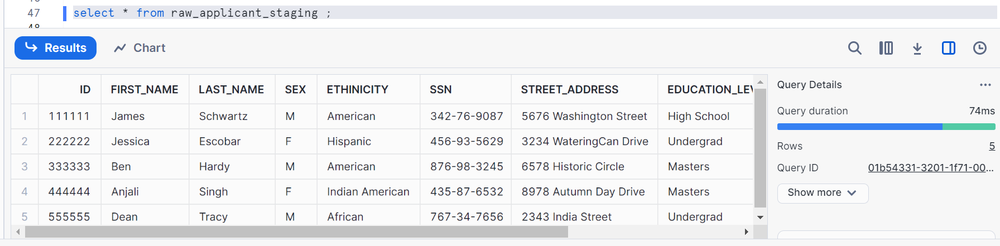 47 select * from raw_applicant_staging ;
48
Results Chart
ID FIRST_NAME LAST_NAME SEX ETHINICITY SSN STREET_ADDRESS EDUCATION_LEV
1 111111 James Schwartz M American 342-76-9087 5676 Washington Street High School
2 222222 Jessica Escobar F Hispanic 456-93-5629 3234 WateringCan Drive Undergrad
3 333333 Ben Hardy M American 876-98-3245 6578 Historic Circle Masters
4 444444 Anjali Singh F Indian American 435-87-6532 8978 Autumn Day Drive Masters
5 555555 Dean Tracy M African 767-34-7656 2343 India Street Undergrad
Query Details
Query duration 74ms
Rows 5
Query ID 01b54331-3201-1f71-00...
Show more